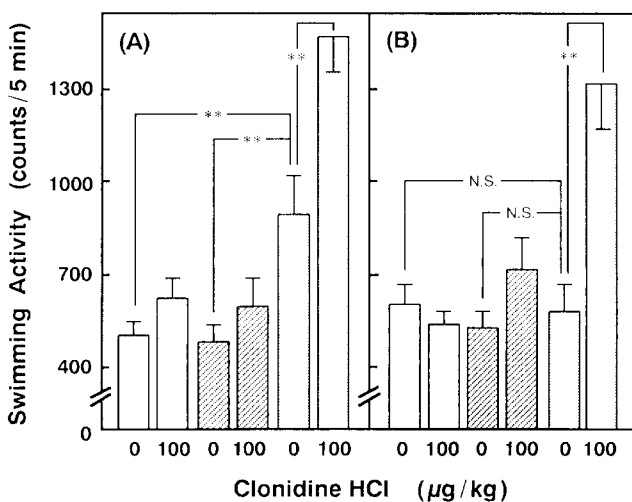 (A)
(B)
**
**
1300
**
**
1000
N.S.
N.S.
700
400
0
0 100 0 100 0 100
0 100 0 100 0 100
Swimming Activity (counts/5 min)
Clonidine HCl (µg/kg)